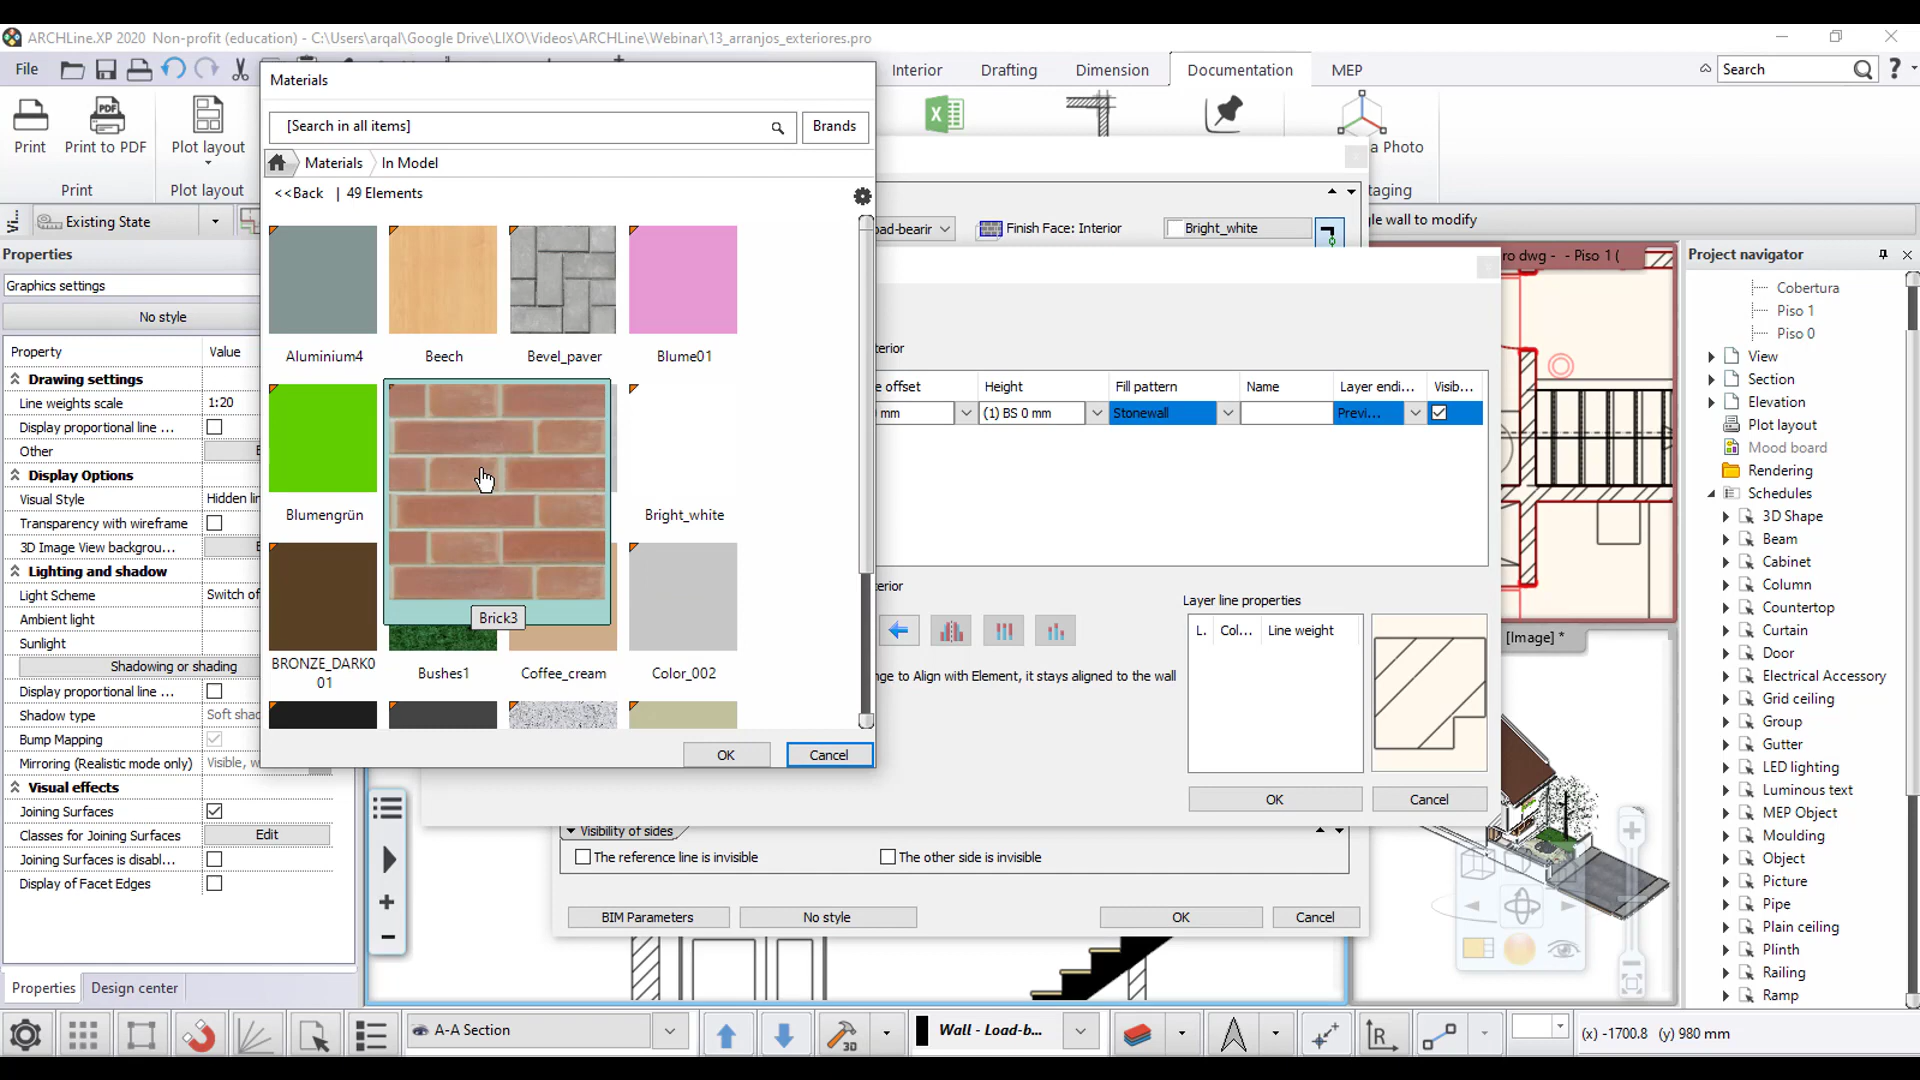 ARCHLine.XP 2020 Non-profit (education) - C:\Users\arqal\Google Drive\LIXO\Videos\ARCHLine\Webinar\13_arranjos_exteriores.pro
File
Interior
Drafting
Dimension
Documentation
MEP
Search
?
Print
Print to PDF
Plot layout
a Photo
Print
Plot layout
taging
Existing State
gle wall to modify
Materials
[Search in all items]
Brands
Materials
In Model
<<Back | 49 Elements
Aluminium4
Beech
Bevel_paver
Blume01
Blumengrün
Bright_white
Brick3
BRONZE_DARK0
01
Bushes1
Coffee_cream
Color_002
OK
Cancel
oad-bearir
Finish Face: Interior
Bright_white
erior
e offset
Height
Fill pattern
Name
Layer endi...
Visib...
mm
(1) BS 0 mm
Stonewall
Previ...
erior
Layer line properties
L.
Col...
Line weight
nge to Align with Element, it stays aligned to the wall
OK
Cancel
Visibility of sides
The reference line is invisible
The other side is invisible
BIM Parameters
No style
OK
Cancel
Properties
Graphics settings
No style
Property
Value
Drawing settings
Line weights scale
1:20
Display proportional line ...
Other
Display Options
Visual Style
Hidden lin
Transparency with wireframe
3D Image View backgrou...
Lighting and shadow
Light Scheme
Switch of
Ambient light
Sunlight
Shadowing or shading
Display proportional line ...
Shadow type
Soft shad
Bump Mapping
Mirroring (Realistic mode only)
Visible, w
Visual effects
Joining Surfaces
Classes for Joining Surfaces
Edit
Joining Surfaces is disabl...
Display of Facet Edges
Properties
Design center
ro dwg - - Piso 1 (
[Image] *
Project navigator
Cobertura
Piso 1
Piso 0
View
Section
Elevation
Plot layout
Mood board
Rendering
Schedules
3D Shape
Beam
Cabinet
Column
Countertop
Curtain
Door
Electrical Accessory
Grid ceiling
Group
Gutter
LED lighting
Luminous text
MEP Object
Moulding
Object
Picture
Pipe
Plain ceiling
Plinth
Railing
Ramp
A-A Section
3D
Wall - Load-b...
R
(x) -1700.8 (y) 980 mm